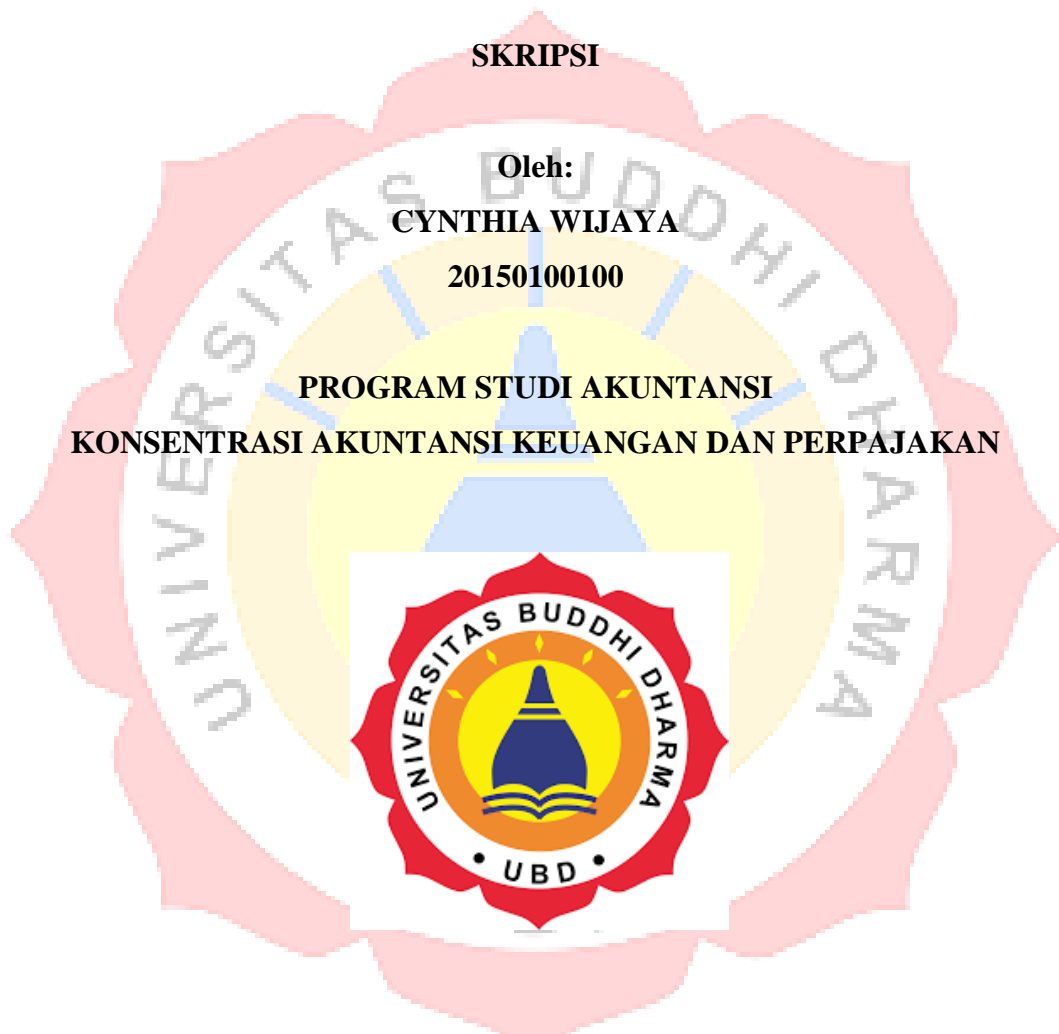 SKRIPSI
Oleh:
CYNTHIA WIJAYA
20150100100
PROGRAM STUDI AKUNTANSI
KONSENTRASI AKUNTANSI KEUANGAN DAN PERPAJAKAN
UNIVERSITAS BUDDHI DHARMA
UNIVERSITAS BUDDHI DHARMA
• UBD •